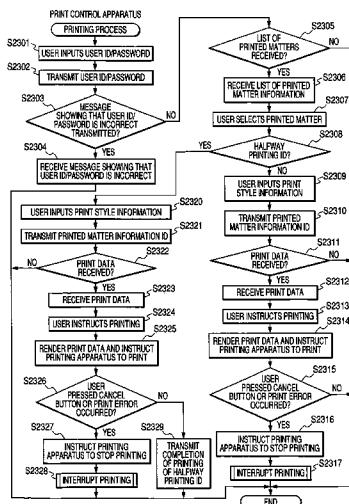 PRINT CONTROL APPARATUS
PRINTING PROCESS
S2301
USER INPUTS USER ID/PASSWORD
S2302
TRANSMIT USER ID/PASSWORD
S2303
MESSAGE
SHOWING THAT USER ID/
PASSWORD IS INCORRECT
TRANSMITTED?
NO
YES
S2304
RECEIVE MESSAGE SHOWING THAT
USER ID/PASSWORD IS INCORRECT
S2320
USER INPUTS PRINT STYLE INFORMATION
S2321
TRANSMIT PRINTED MATTER INFORMATION ID
S2322
NO
PRINT DATA
RECEIVED?
YES
S2323
RECEIVE PRINT DATA
S2324
USER INSTRUCTS PRINTING
S2325
RENDER PRINT DATA AND INSTRUCT
PRINTING APPARATUS TO PRINT
S2326
USER
PRESSED CANCEL
BUTTON OR PRINT ERROR
OCCURRED?
NO
YES
S2327
INSTRUCT PRINTING
APPARATUS TO STOP PRINTING
S2328
INTERRUPT PRINTING
S2329
TRANSMIT
COMPLETION
OF PRINTING
OF HALFWAY
PRINTING ID
S2305
LIST OF
PRINTED MATTERS
RECEIVED?
NO
YES
S2306
RECEIVE LIST OF PRINTED
MATTER INFORMATION
S2307
USER SELECTS PRINTED MATTER
S2308
YES
HALFWAY
PRINTING ID?
NO
S2309
USER INPUTS PRINT
STYLE INFORMATION
S2310
TRANSMIT PRINTED
MATTER INFORMATION ID
S2311
PRINT DATA
RECEIVED?
NO
YES
S2312
RECEIVE PRINT DATA
S2313
USER INSTRUCTS PRINTING
S2314
RENDER PRINT DATA AND INSTRUCT
PRINTING APPARATUS TO PRINT
S2315
USER
PRESSED CANCEL
BUTTON OR PRINT ERROR
OCCURRED?
NO
YES
S2316
INSTRUCT PRINTING
APPARATUS TO STOP PRINTING
S2317
INTERRUPT PRINTING
END